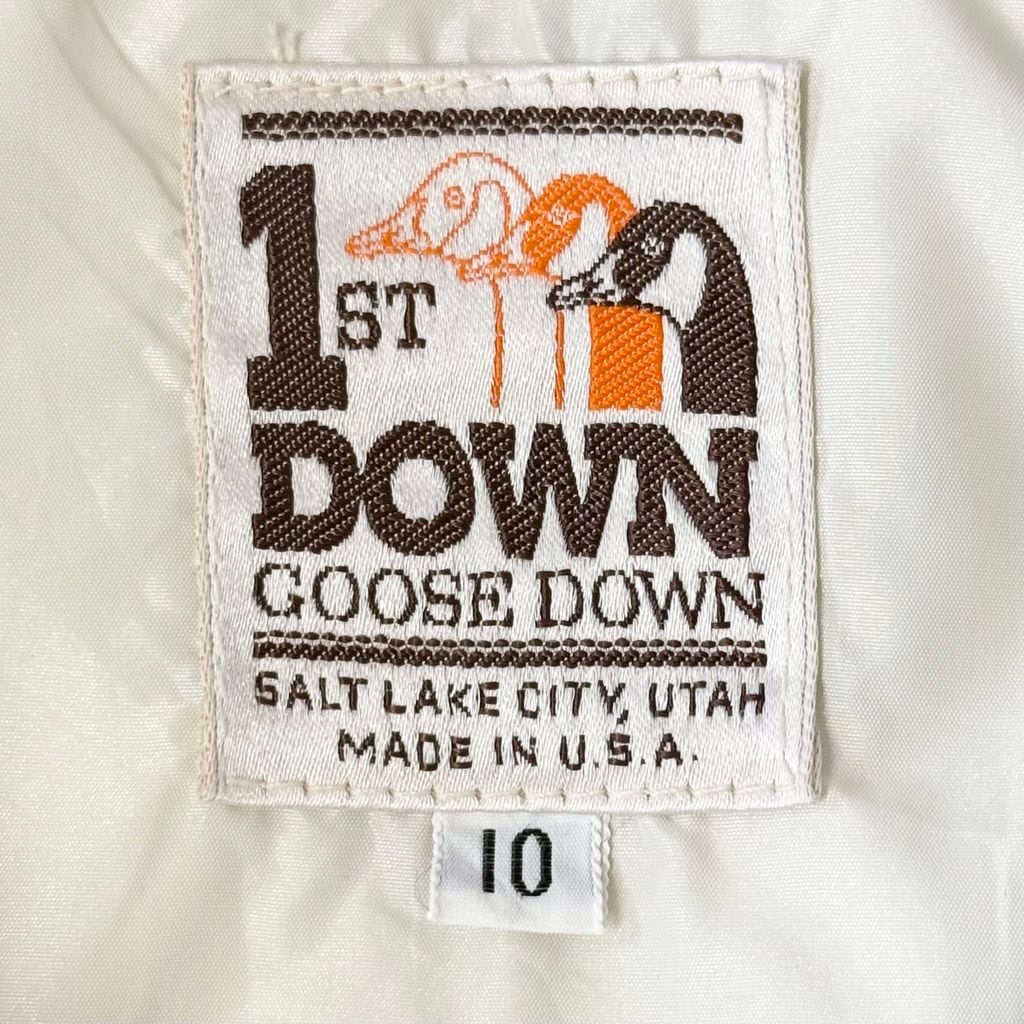 1ST
DOWN
GOOSE DOWN
SALT LAKE CITY, UTAH
MADE IN U.S.A.
10